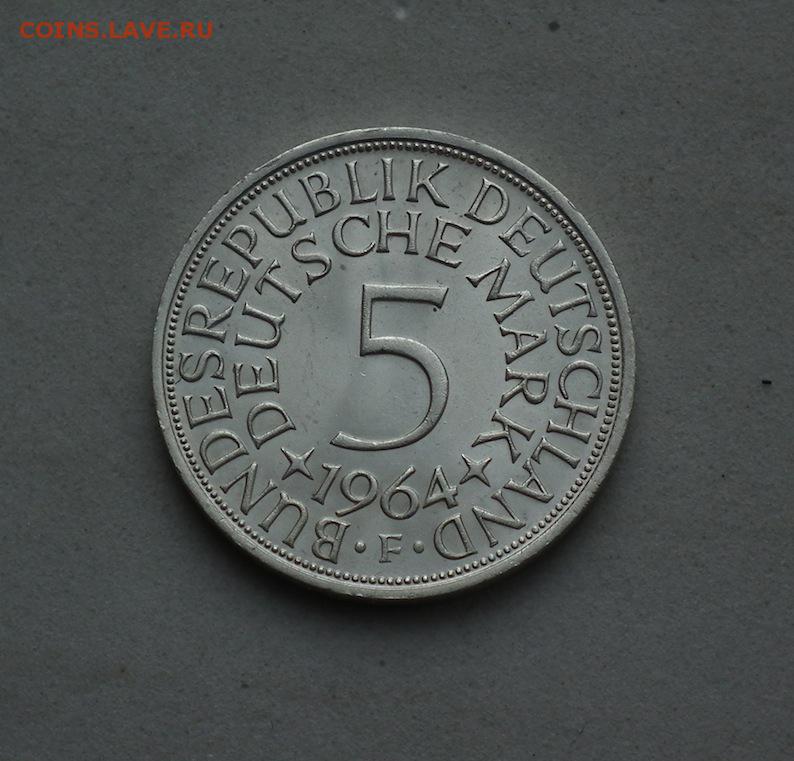 COINS.LAVE.RU
BUNDESREPUBLIK DEUTSCHLAND
DEUTSCHE MARK
5
1964
· F ·